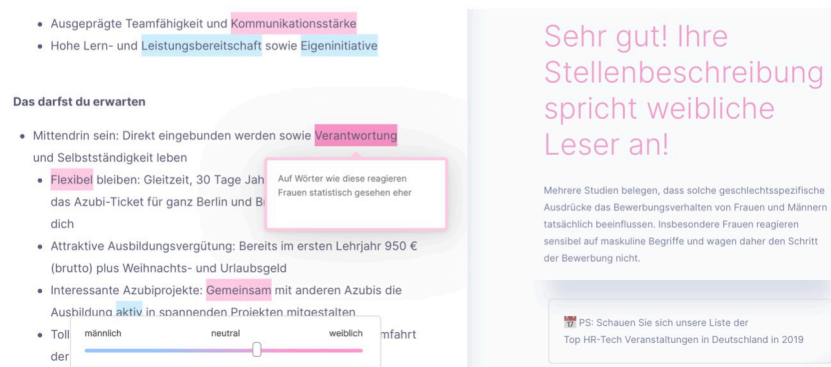 Ausgeprägte Teamfähigkeit und Kommunikationsstärke
Hohe Lern- und Leistungsbereitschaft sowie Eigeninitiative
Das darfst du erwarten
Mittendrin sein: Direkt eingebunden werden sowie Verantwortung
und Selbstständigkeit leben
Flexibel bleiben: Gleitzeit, 30 Tage Jah
das Azubi-Ticket für ganz Berlin und B
dich
Attraktive Ausbildungsvergütung: Bereits im ersten Lehrjahr 950 €
(brutto) plus Weihnachts- und Urlaubsgeld
Interessante Azubiprojekte: Gemeinsam mit anderen Azubis die
Ausbildung aktiv in spannenden Projekten mitgestalten
Toll mfahrt
der
Auf Wörter wie diese reagieren
Frauen statistisch gesehen eher
männlich neutral weiblich
Sehr gut! Ihre
Stellenbeschreibung
spricht weibliche
Leser an!
Mehrere Studien belegen, dass solche geschlechtsspezifische
Ausdrücke das Bewerbungsverhalten von Frauen und Männern
tatsächlich beeinflussen. Insbesondere Frauen reagieren
sensibel auf maskuline Begriffe und wagen daher den Schritt
der Bewerbung nicht.
PS: Schauen Sie sich unsere Liste der
Top HR-Tech Veranstaltungen in Deutschland in 2019